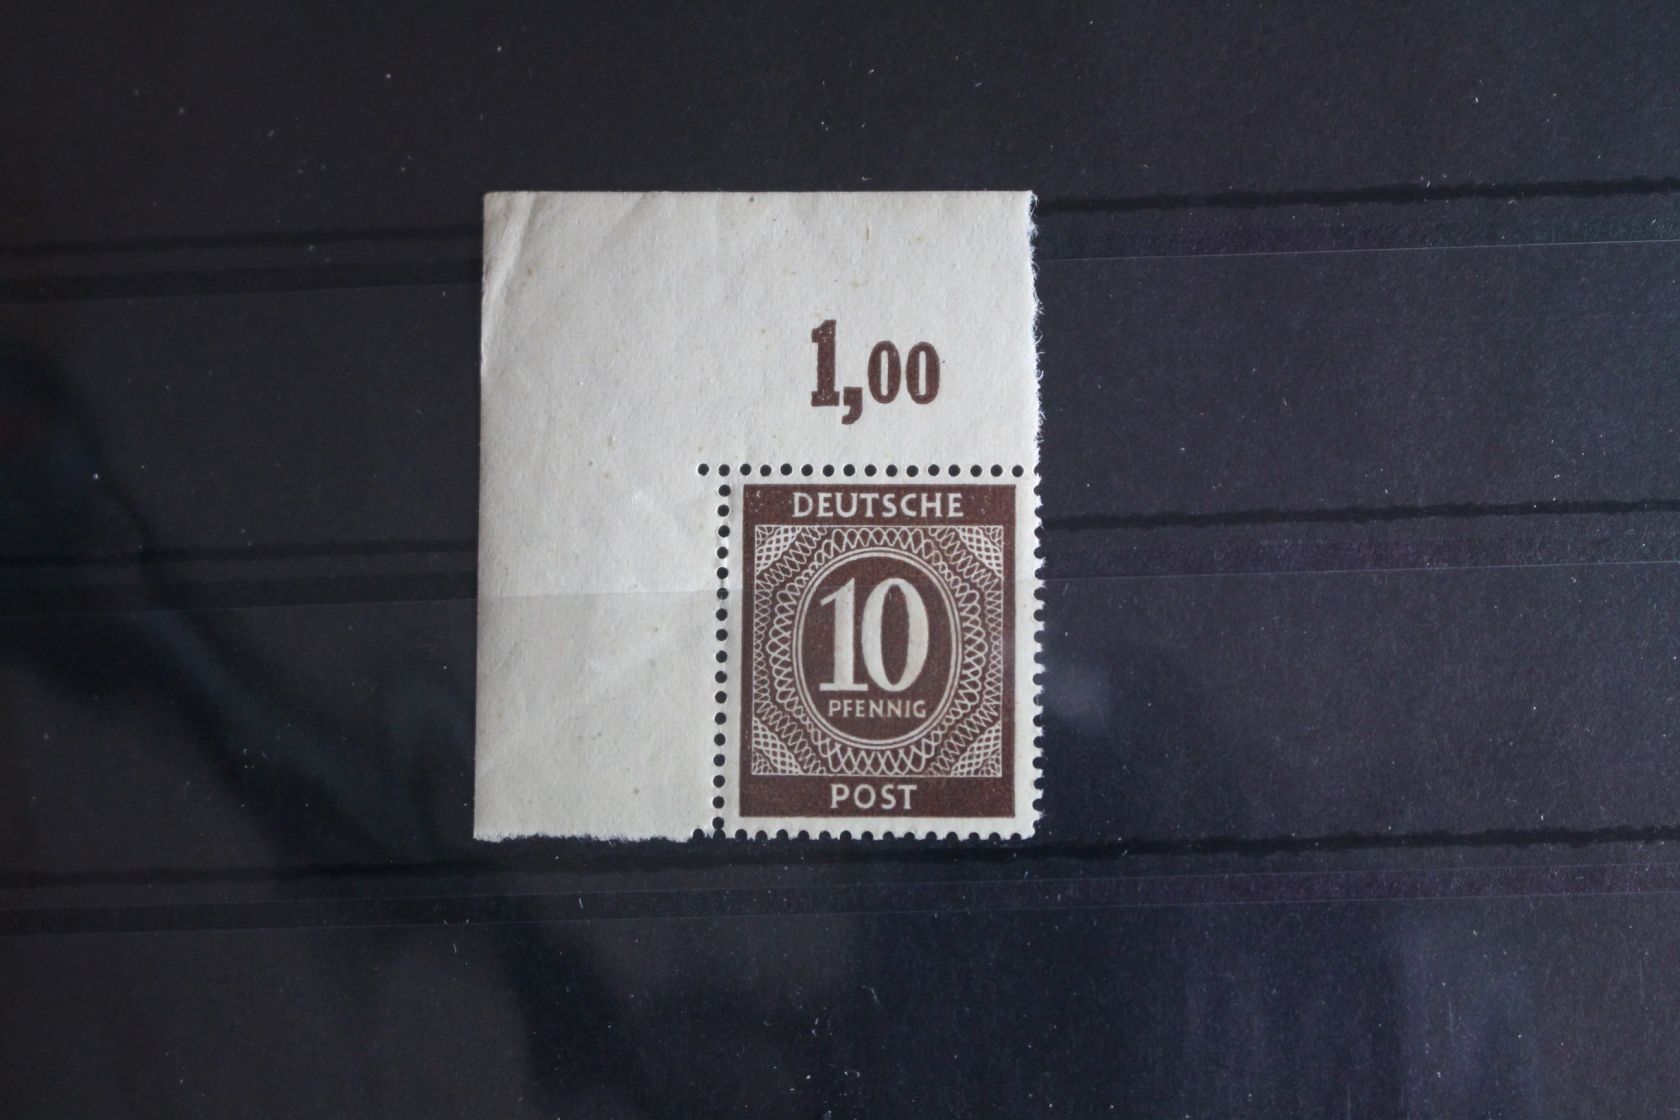 1,00
DEUTSCHE
10
PFENNIG
POST